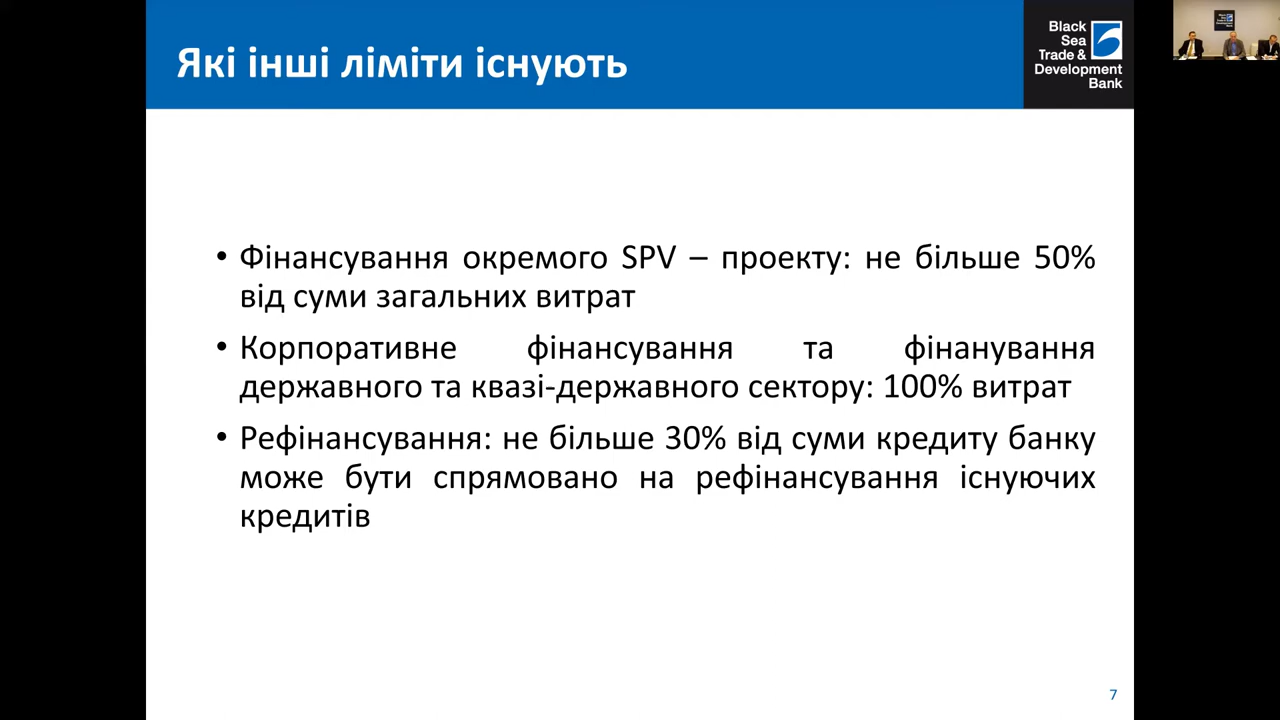 Які інші ліміти існують
Black
Sea
Trade &
Development
Bank
• Фінансування окремого SPV – проекту: не більше 50%
від суми загальних витрат
• Корпоративне фінансування та фінанування
державного та квазі-державного сектору: 100% витрат
• Рефінансування: не більше 30% від суми кредиту банку
може бути спрямовано на рефінансування існуючих
кредитів
7